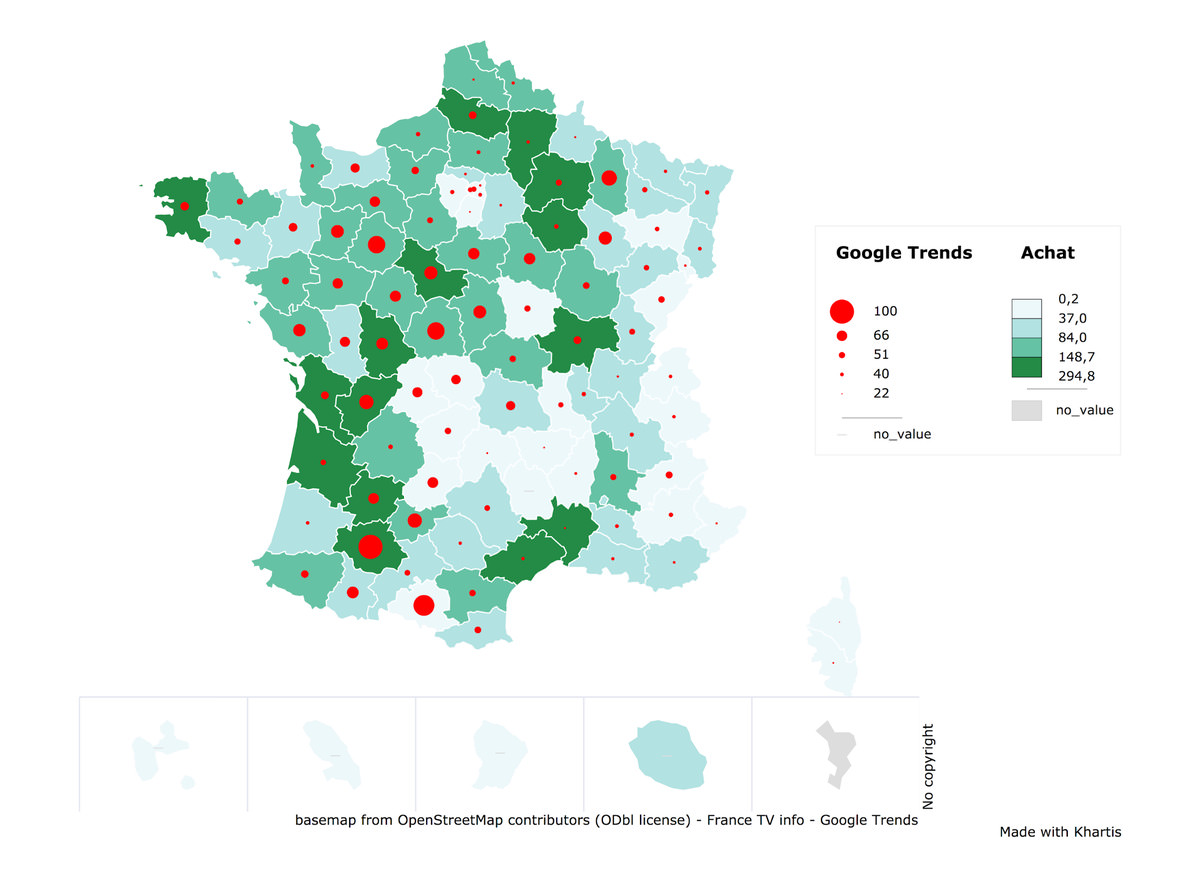 Google Trends
Achat
100
66
51
40
22
no_value
0,2
37,0
84,0
148,7
294,8
no_value
No copyright
basemap from OpenStreetMap contributors (ODbl license) - France TV info - Google Trends
Made with Khartis